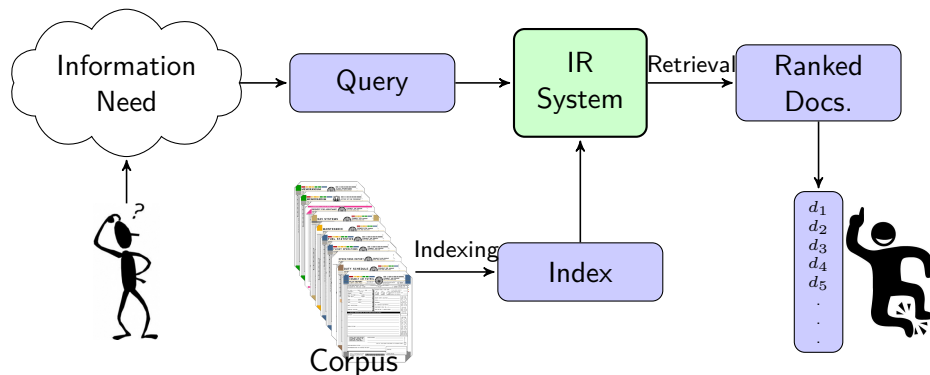 Information
Need
Query
IR
System
Retrieval
Ranked
Docs.
?
Indexing
Index
Corpus
d1
d2
d3
d4
d5
.
.
.